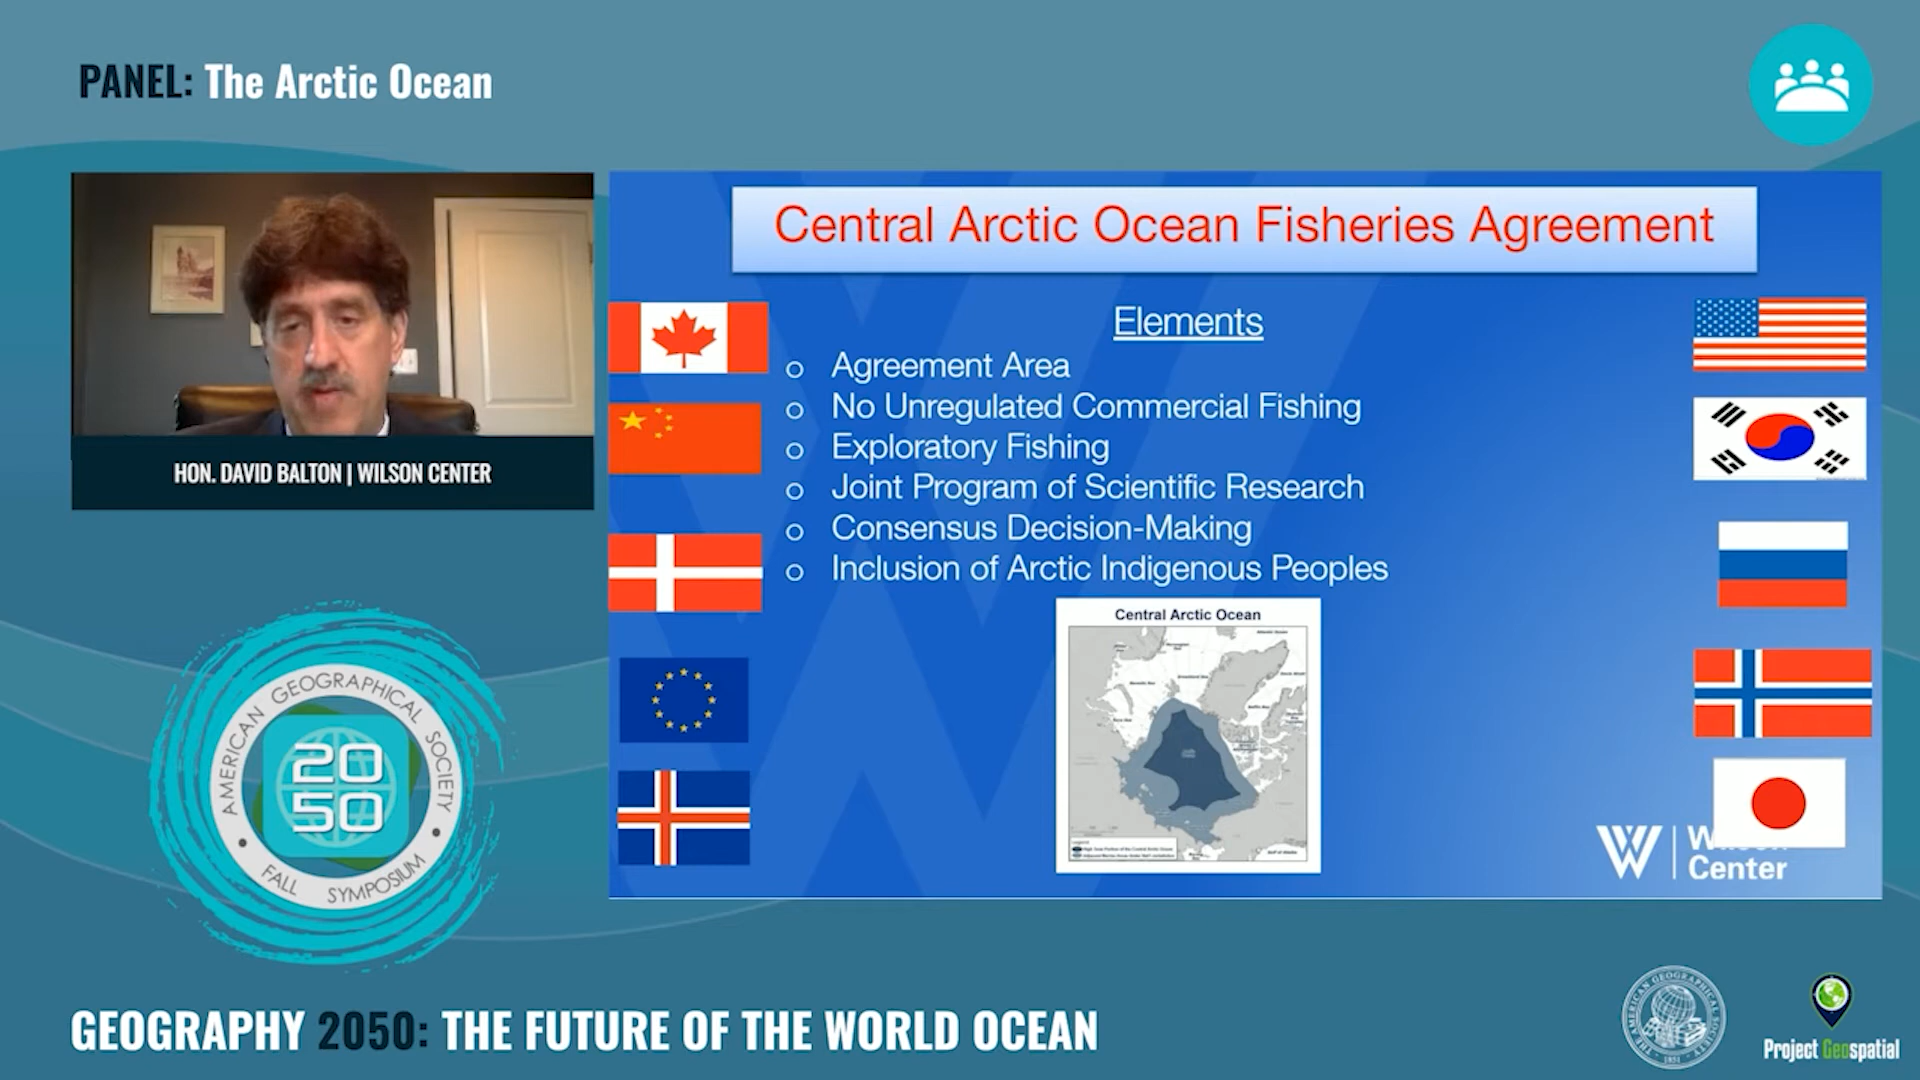 PANEL: The Arctic Ocean
HON. DAVID BALTON | WILSON CENTER
Central Arctic Ocean Fisheries Agreement
Elements
o Agreement Area
o No Unregulated Commercial Fishing
o Exploratory Fishing
o Joint Program of Scientific Research
o Consensus Decision-Making
o Inclusion of Arctic Indigenous Peoples
Central Arctic Ocean
Center
AMERICAN GEOGRAPHICAL SOCIETY
20
50
FALL SYMPOSIUM
GEOGRAPHY 2050: THE FUTURE OF THE WORLD OCEAN
Project Geospatial